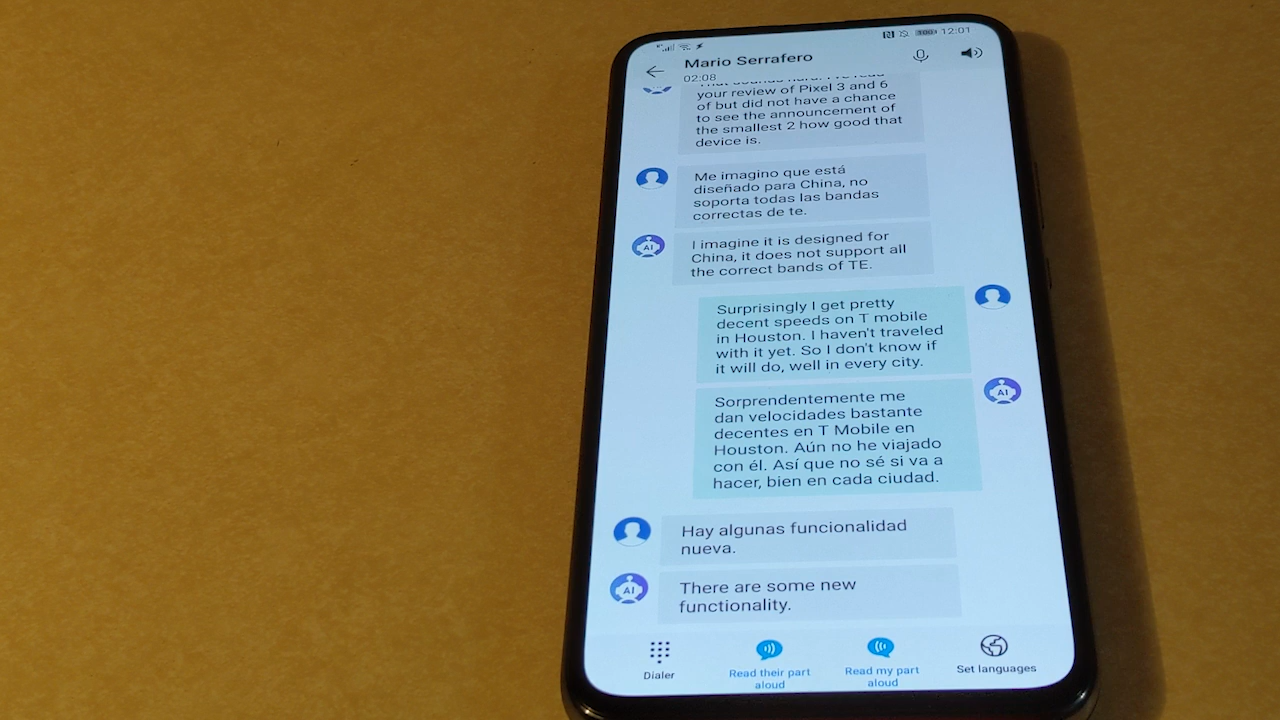 100 12:01
Mario Serrafero
02:08
your review of Pixel 3 and 6
of but did not have a chance
to see the announcement of
the smallest 2 how good that
device is.
Me imagino que está
diseñado para China, no
soporta todas las bandas
correctas de te.
AI
I imagine it is designed for
China, it does not support all
the correct bands of TE.
Surprisingly I get pretty
decent speeds on T mobile
in Houston. I haven't traveled
with it yet. So I don't know if
it will do, well in every city.
AI
Sorprendentemente me
dan velocidades bastante
decentes en T Mobile en
Houston. Aún no he viajado
con él. Así que no sé si va a
hacer, bien en cada ciudad.
Hay algunas funcionalidad
nueva.
AI
There are some new
functionality.
Dialer
Read their part
aloud
Read my part
aloud
Set languages